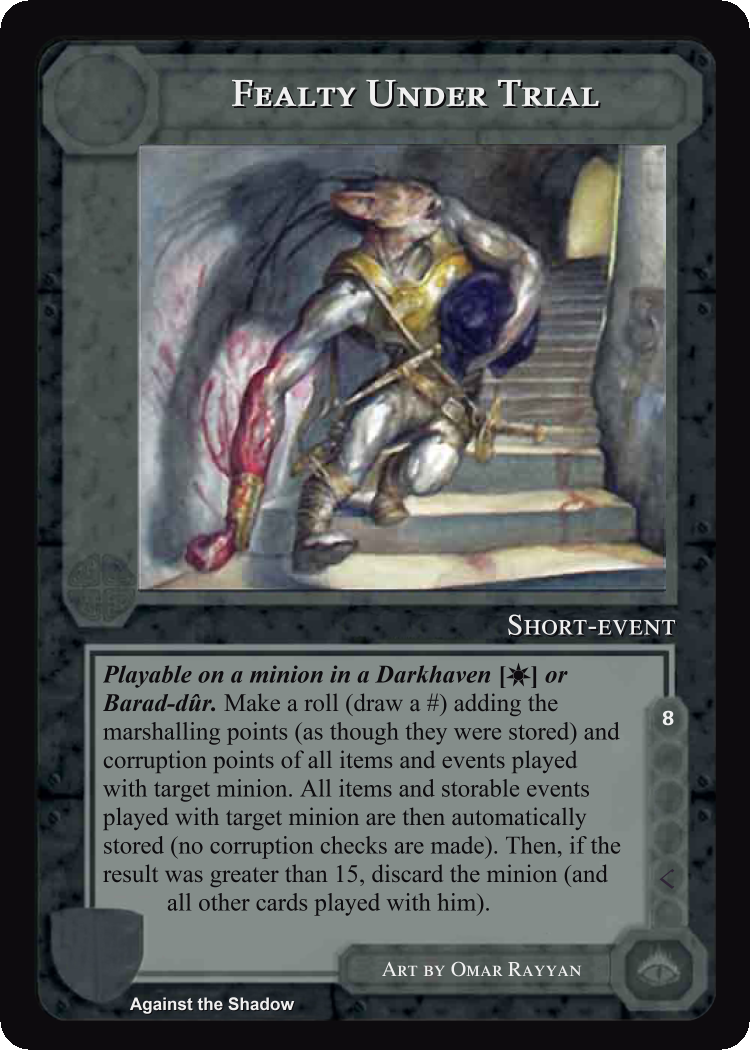 Fealty Under Trial
Short-event
Playable on a minion in a Darkhaven [☀] or
Barad-dûr. Make a roll (draw a #) adding the
marshalling points (as though they were stored) and
corruption points of all items and events played
with target minion. All items and storable events
played with target minion are then automatically
stored (no corruption checks are made). Then, if the
result was greater than 15, discard the minion (and
all other cards played with him).
8
<
Art by Omar Rayyan
Against the Shadow